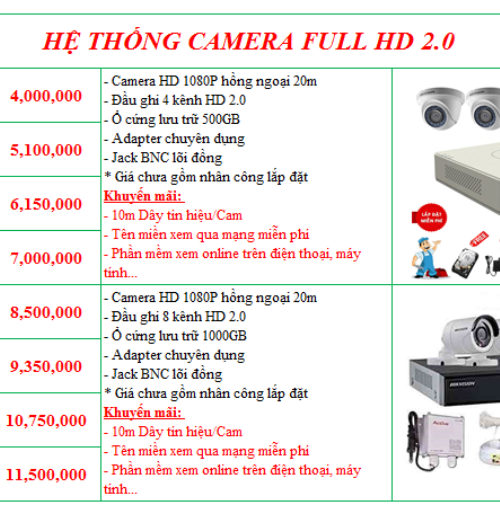 HỆ THỐNG CAMERA FULL HD 2.0
4,000,000
5,100,000
6,150,000
7,000,000
- Camera HD 1080P hồng ngoại 20m
- Đầu ghi 4 kênh HD 2.0
- Ổ cứng lưu trữ 500GB
- Adapter chuyên dụng
- Jack BNC lõi đồng
* Giá chưa gồm nhân công lắp đặt
Khuyến mãi:
- 10m Dây tín hiệu/Cam
- Tên miền xem qua mạng miễn phí
- Phần mềm xem online trên điện thoại, máy
tính...
LẮP ĐẶT
MIỄN PHÍ
FREE
8,500,000
9,350,000
10,750,000
11,500,000
- Camera HD 1080P hồng ngoại 20m
- Đầu ghi 8 kênh HD 2.0
- Ổ cứng lưu trữ 1000GB
- Adapter chuyên dụng
- Jack BNC lõi đồng
* Giá chưa gồm nhân công lắp đặt
Khuyến mãi:
- 10m Dây tín hiệu/Cam
- Tên miền xem qua mạng miễn phí
- Phần mềm xem online trên điện thoại, máy
tính...
HIKVISION